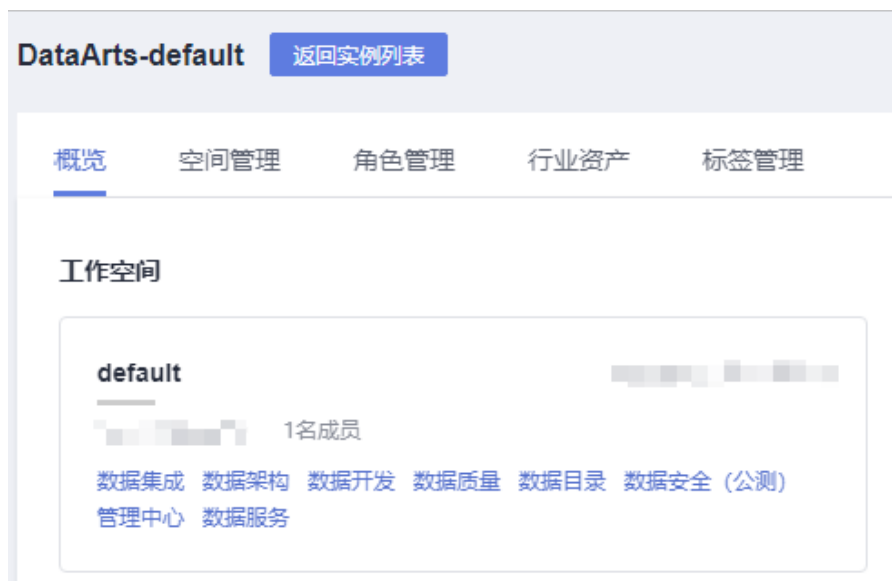 DataArts-default 返回实例列表
概览 空间管理 角色管理 行业资产 标签管理
工作空间
default
1名成员
数据集成 数据架构 数据开发 数据质量 数据目录 数据安全（公测）
管理中心 数据服务